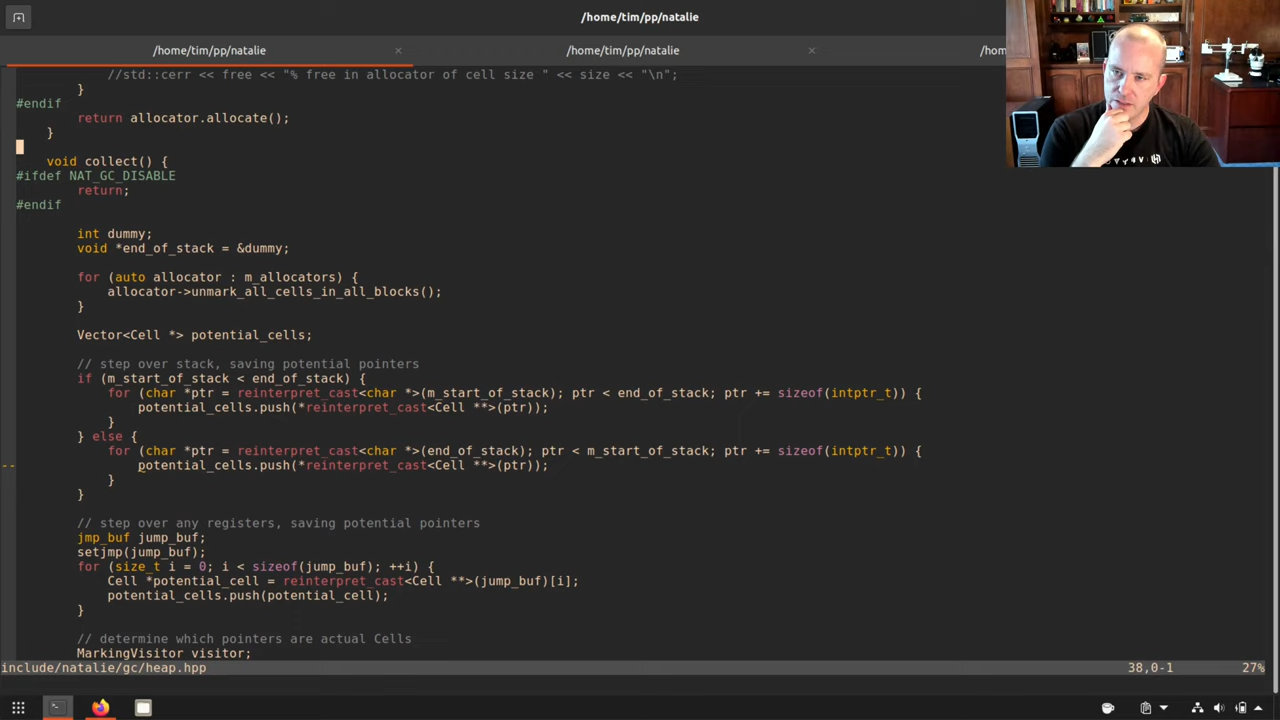 /home/tim/pp/natalie
/home/tim/pp/natalie
/home/tim/pp/natalie
/hom
//std::cerr << free << "% free in allocator of cell size " << size << "\n";
}
#endif
return allocator.allocate();
}
void collect() {
#ifdef NAT_GC_DISABLE
return;
#endif
int dummy;
void *end_of_stack = &dummy;
for (auto allocator : m_allocators) {
allocator->unmark_all_cells_in_all_blocks();
}
Vector<Cell *> potential_cells;
// step over stack, saving potential pointers
if (m_start_of_stack < end_of_stack) {
for (char *ptr = reinterpret_cast<char *>(m_start_of_stack); ptr < end_of_stack; ptr += sizeof(intptr_t)) {
potential_cells.push(*reinterpret_cast<Cell **>(ptr));
}
} else {
for (char *ptr = reinterpret_cast<char *>(end_of_stack); ptr < m_start_of_stack; ptr += sizeof(intptr_t)) {
-- potential_cells.push(*reinterpret_cast<Cell **>(ptr));
}
}
// step over any registers, saving potential pointers
jmp_buf jump_buf;
setjmp(jump_buf);
for (size_t i = 0; i < sizeof(jump_buf); ++i) {
Cell *potential_cell = reinterpret_cast<Cell **>(jump_buf)[i];
potential_cells.push(potential_cell);
}
// determine which pointers are actual Cells
MarkingVisitor visitor;
include/natalie/gc/heap.hpp 38,0-1 27%